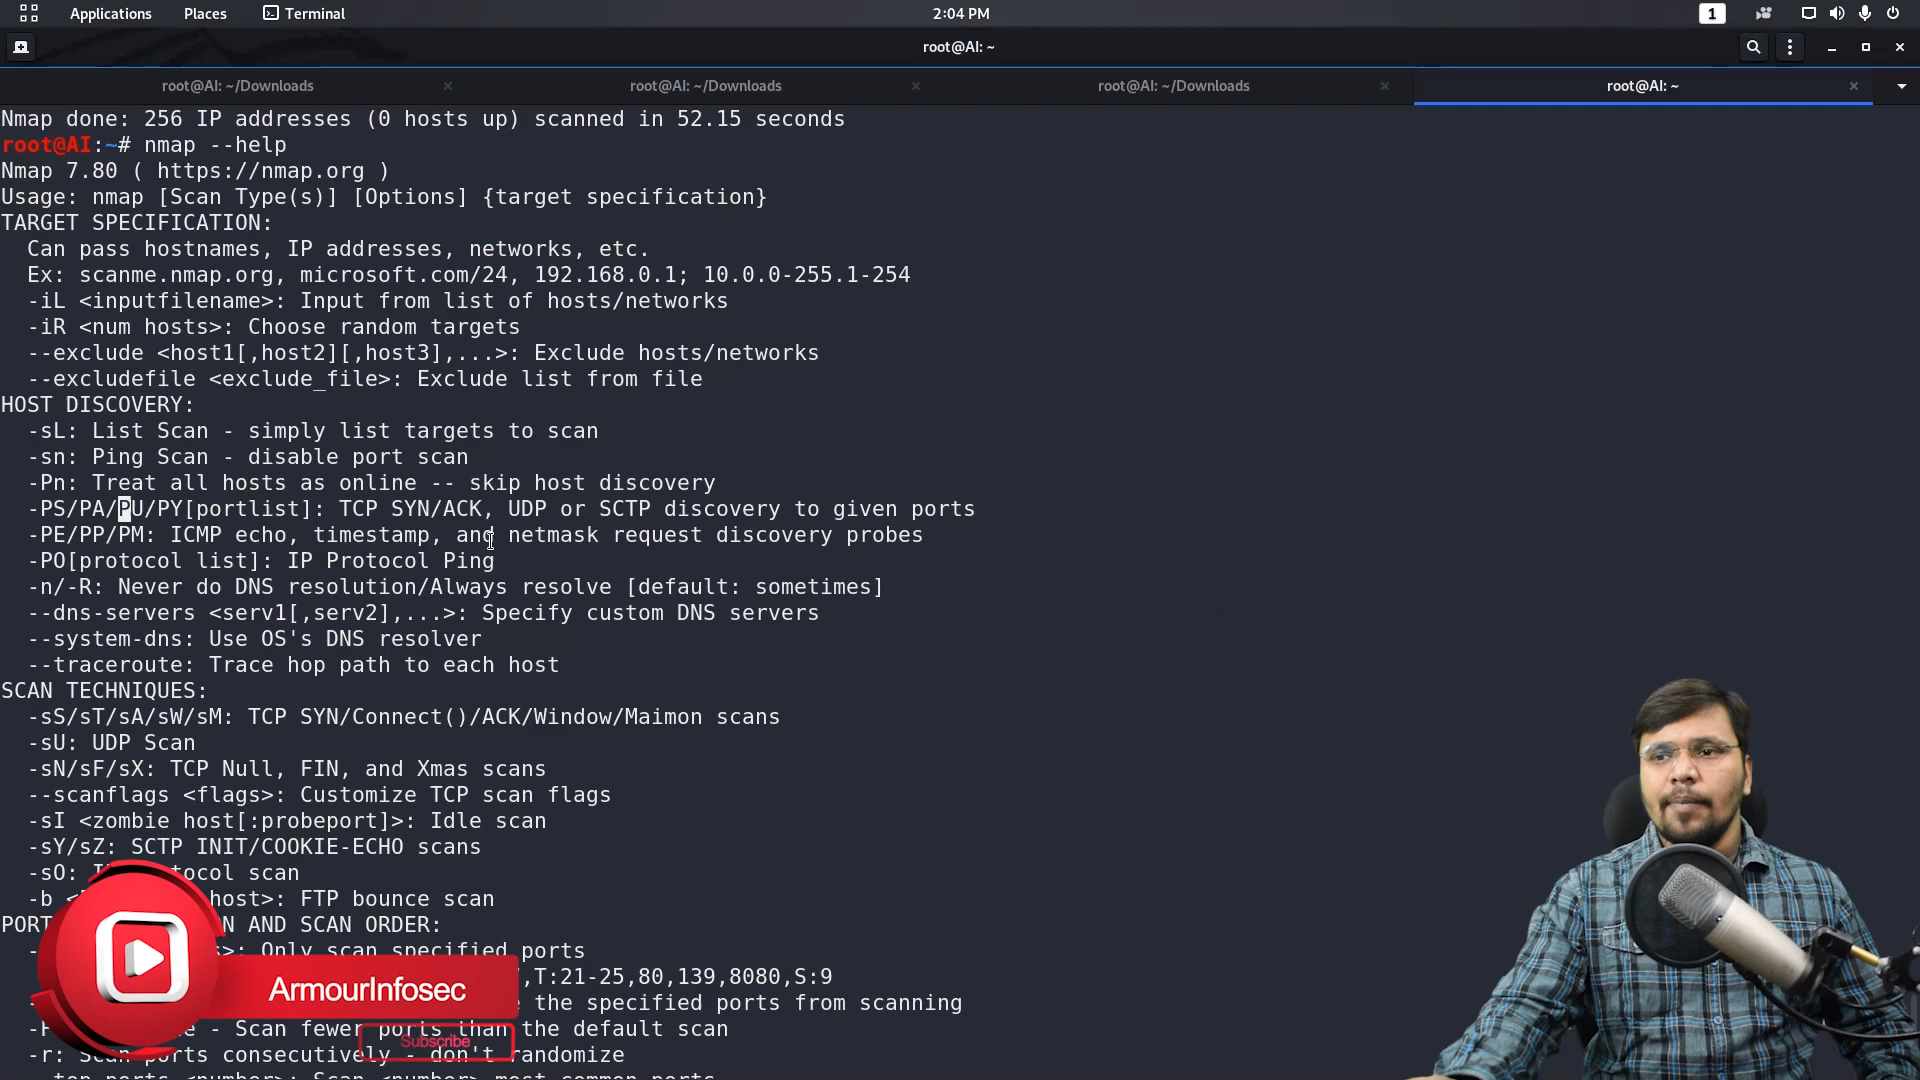 Applications Places Terminal 2:04 PM 1
root@AI: ~
root@AI: ~/Downloads root@AI: ~/Downloads root@AI: ~/Downloads root@AI: ~
Nmap done: 256 IP addresses (0 hosts up) scanned in 52.15 seconds
root@AI:~# nmap --help
Nmap 7.80 ( https://nmap.org )
Usage: nmap [Scan Type(s)] [Options] {target specification}
TARGET SPECIFICATION:
Can pass hostnames, IP addresses, networks, etc.
Ex: scanme.nmap.org, microsoft.com/24, 192.168.0.1; 10.0.0-255.1-254
-iL <inputfilename>: Input from list of hosts/networks
-iR <num hosts>: Choose random targets
--exclude <host1[,host2][,host3],...>: Exclude hosts/networks
--excludefile <exclude_file>: Exclude list from file
HOST DISCOVERY:
-sL: List Scan - simply list targets to scan
-sn: Ping Scan - disable port scan
-Pn: Treat all hosts as online -- skip host discovery
-PS/PA/PU/PY[portlist]: TCP SYN/ACK, UDP or SCTP discovery to given ports
-PE/PP/PM: ICMP echo, timestamp, and netmask request discovery probes
-PO[protocol list]: IP Protocol Ping
-n/-R: Never do DNS resolution/Always resolve [default: sometimes]
--dns-servers <serv1[,serv2],...>: Specify custom DNS servers
--system-dns: Use OS's DNS resolver
--traceroute: Trace hop path to each host
SCAN TECHNIQUES:
-sS/sT/sA/sW/sM: TCP SYN/Connect()/ACK/Window/Maimon scans
-sU: UDP Scan
-sN/sF/sX: TCP Null, FIN, and Xmas scans
--scanflags <flags>: Customize TCP scan flags
-sI <zombie host[:probeport]>: Idle scan
-sY/sZ: SCTP INIT/COOKIE-ECHO scans
-sO: tocol scan
-b < host>: FTP bounce scan
PORT N AND SCAN ORDER:
s>: Only scan specified ports
,T:21-25,80,139,8080,S:9
ArmourInfosec
the specified ports from scanning
- Scan fewer ports than the default scan
Subscribe
-r: Scan ports consecutively - don't randomize
--top-ports <number>: Scan <number> most common ports